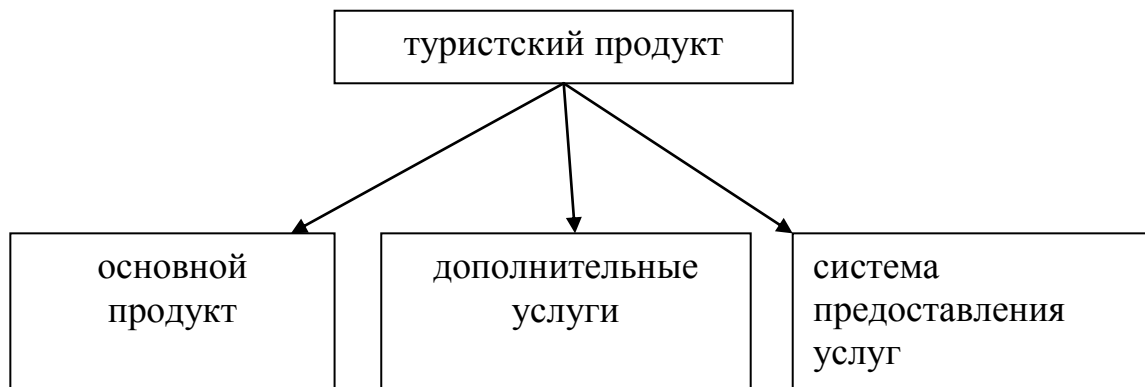 туристский продукт
основной
продукт
дополнительные
услуги
система
предоставления
услуг